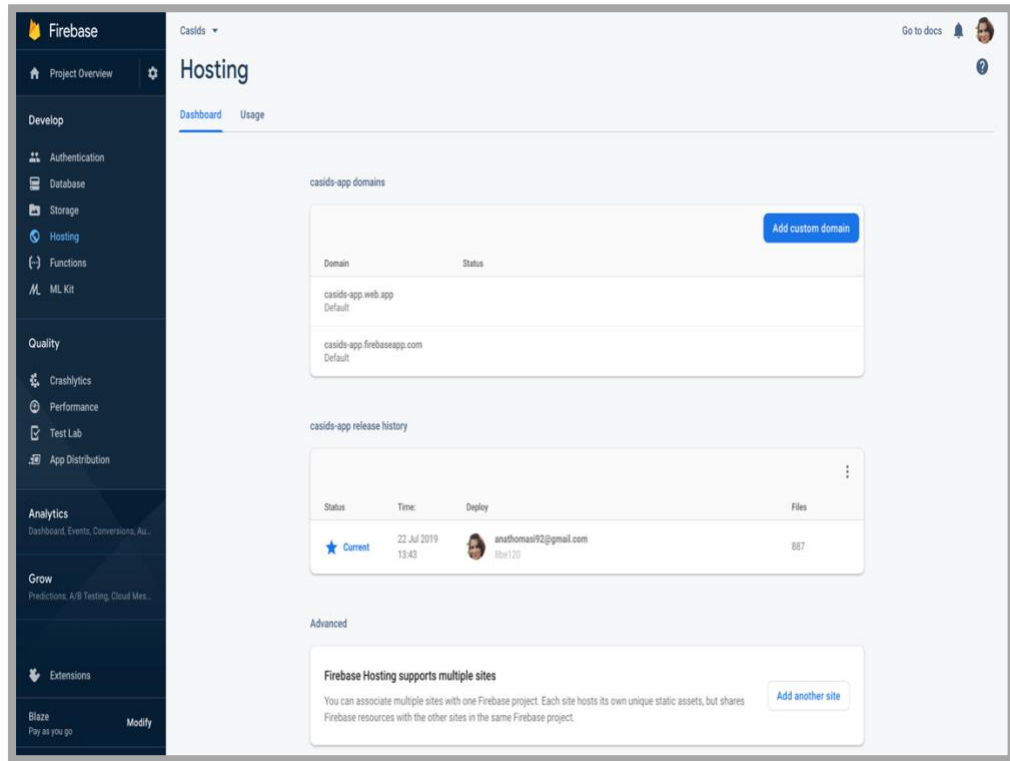 Firebase
Project Overview
Develop
Authentication
Database
Storage
Hosting
Functions
ML Kit
Quality
Crashlytics
Performance
Test Lab
App Distribution
Analytics
Dashboard, Events, Conversions, Au...
Grow
Predictions, A/B Testing, Cloud Mes...
Extensions
Blaze
Pay as you go
Modify
CasIds
Go to docs
Hosting
Dashboard Usage
casids-app domains
Add custom domain
Domain Status
casids-app.web.app
Default
casids-app.firebaseapp.com
Default
casids-app release history
Status Time: Deploy Files
Current 22 Jul 2019 anathomasi92@gmail.com 887
13:43 8be120
Advanced
Firebase Hosting supports multiple sites
You can associate multiple sites with one Firebase project. Each site hosts its own unique static assets, but shares
Firebase resources with the other sites in the same Firebase project.
Add another site